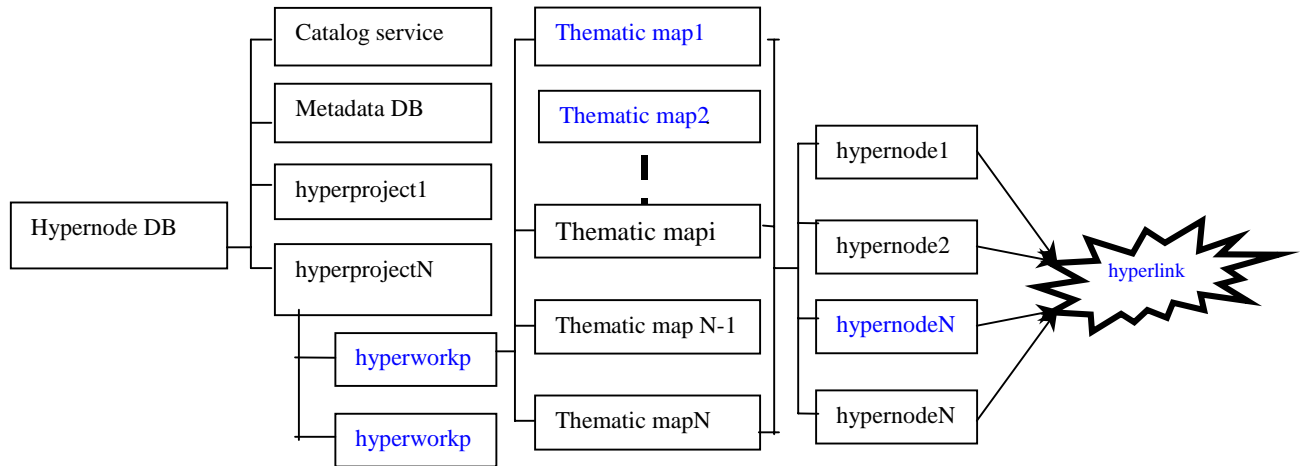 Hypernode DB
Catalog service
Metadata DB
hyperproject1
hyperprojectN
hyperworkp
hyperworkp
Thematic map1
Thematic map2
Thematic mapi
Thematic map N-1
Thematic mapN
hypernode1
hypernode2
hypernodeN
hypernodeN
hyperlink